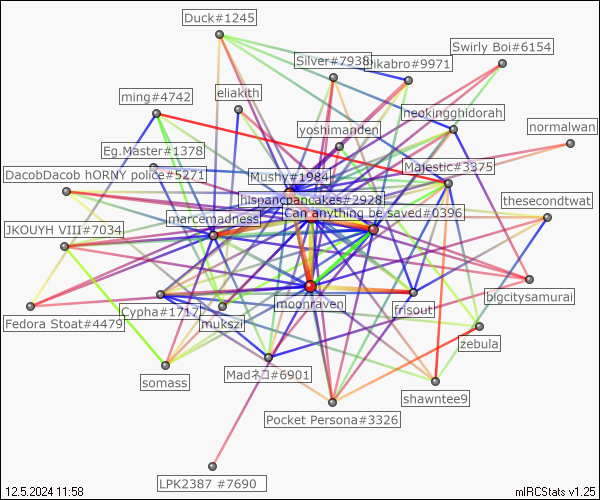 Duck#1245
Swirly Boi#6154
Silver#7938
Pikabro#9971
eliakith
ming#4742
neokingghidorah
normalwan
yoshimanden
Eg.Master#1378
Majestic#3375
DacobDacob hORNY police#5271
Mushy#1984
hispancpancakes#2928
thesecondtwat
Can anything be saved#0396
marcemadness
JKOUYH VIII#7034
bigcitysamurai
moonraven
Cypha#1717
frisout
Fedora Stoat#4479
mukszi
zebula
Madネコ#6901
somass
shawntee9
Pocket Persona#3326
LPK2387 #7690
12.5.2024 11:58
mIRCStats v1.25